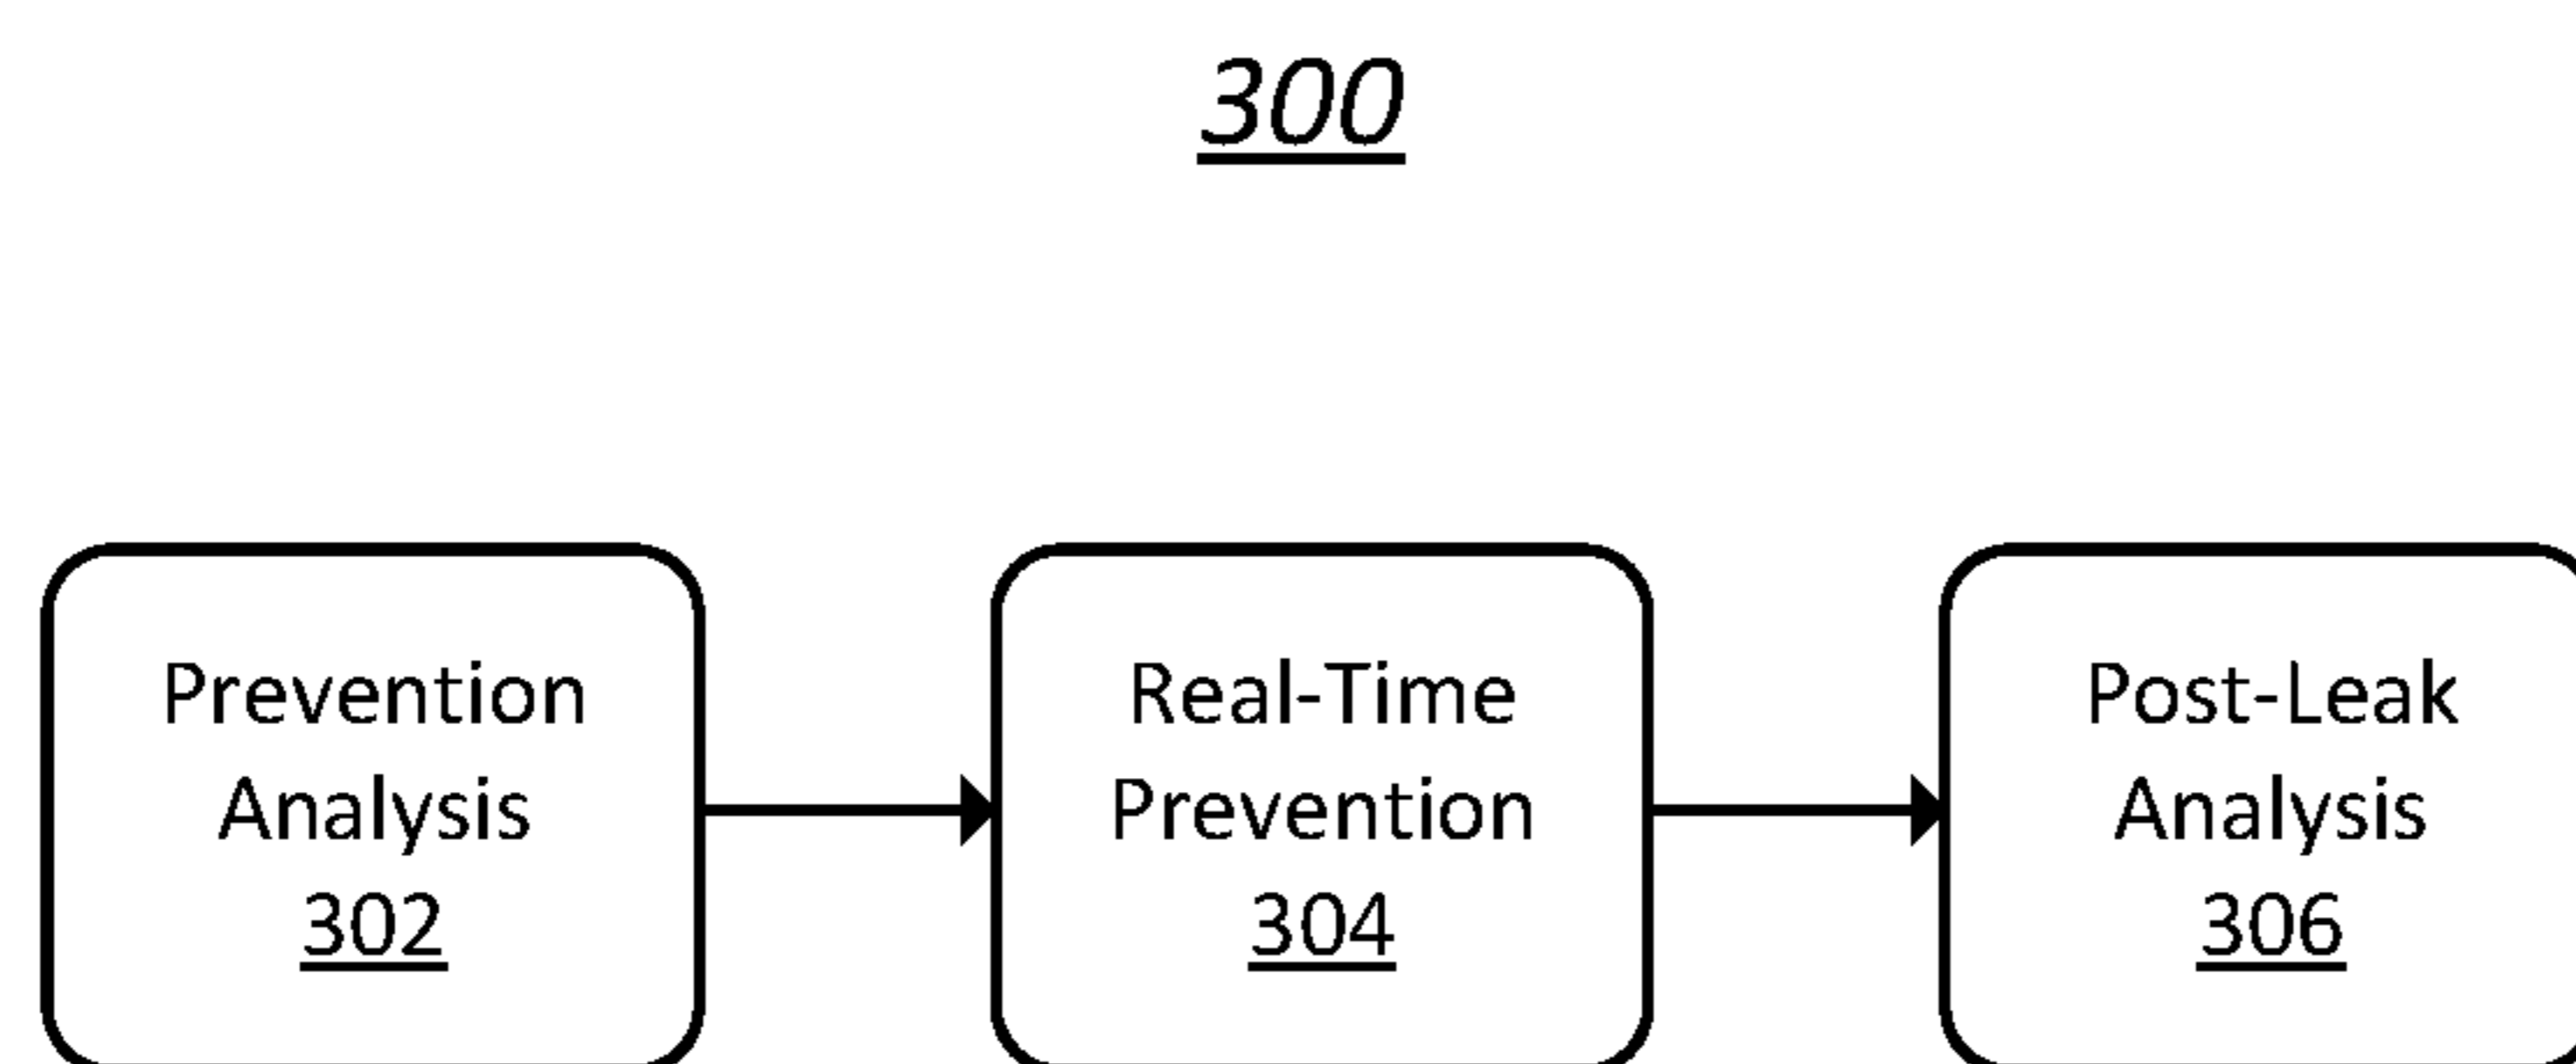 300
Prevention
Analysis
302
Real-Time
Prevention
304
Post-Leak
Analysis
306